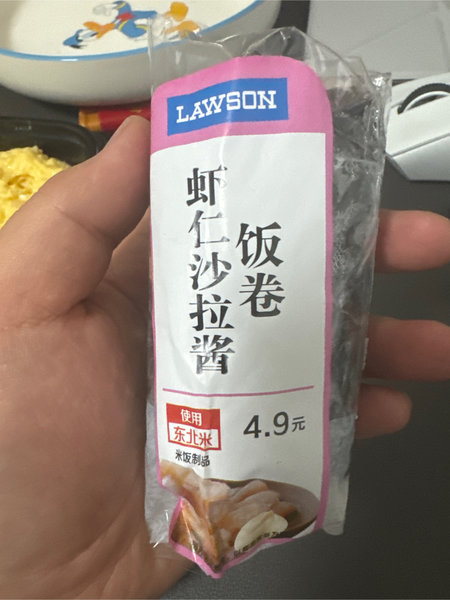 LAWSON
虾仁沙拉酱
饭卷
使用
东北米
米饭制品
4.9元